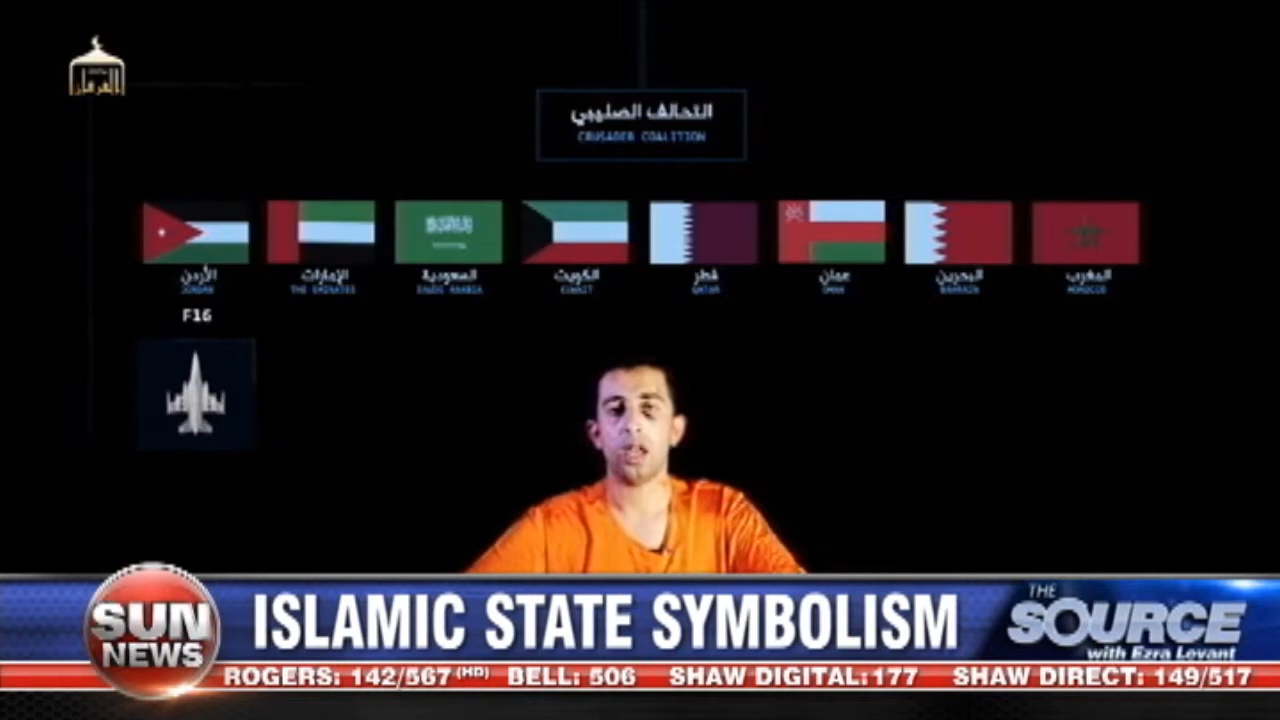 الفرقان
التحالف الصليبي
CRUSADER COALITION
الأردن الإمارات السعودية الكويت قطر عمان البحرين المغرب
JORDAN THE EMIRATES SAUDI ARABIA KUWAIT QATAR OMAN BAHRAIN MOROCCO
F16
SUN NEWS
ISLAMIC STATE SYMBOLISM
THE SOURCE
with Ezra Levant
ROGERS: 142/567 (HD) BELL: 506 SHAW DIGITAL:177 SHAW DIRECT: 149/517